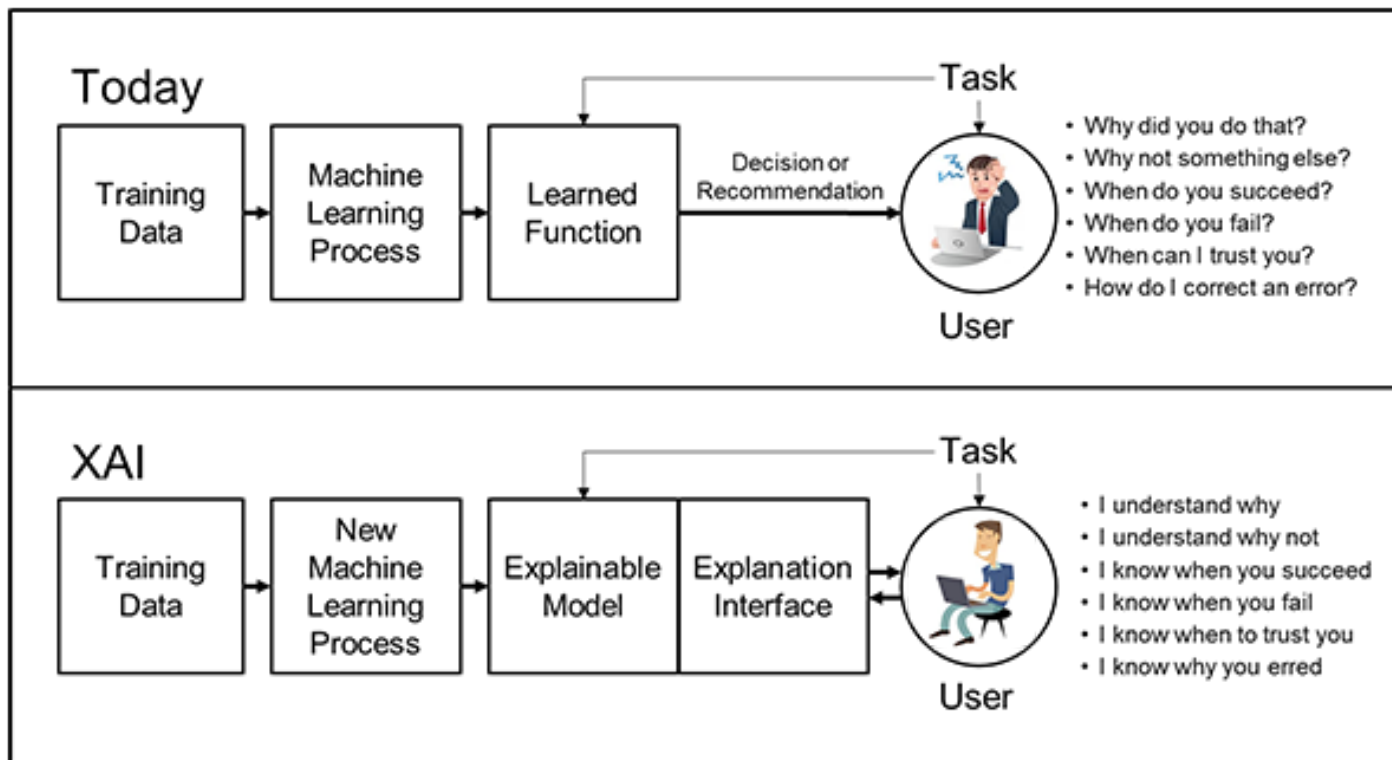 Today
Training
Data
Machine
Learning
Process
Learned
Function
Decision or
Recommendation
Task
User
• Why did you do that?
• Why not something else?
• When do you succeed?
• When do you fail?
• When can I trust you?
• How do I correct an error?
XAI
Training
Data
New
Machine
Learning
Process
Explainable
Model
Explanation
Interface
Task
User
• I understand why
• I understand why not
• I know when you succeed
• I know when you fail
• I know when to trust you
• I know why you erred